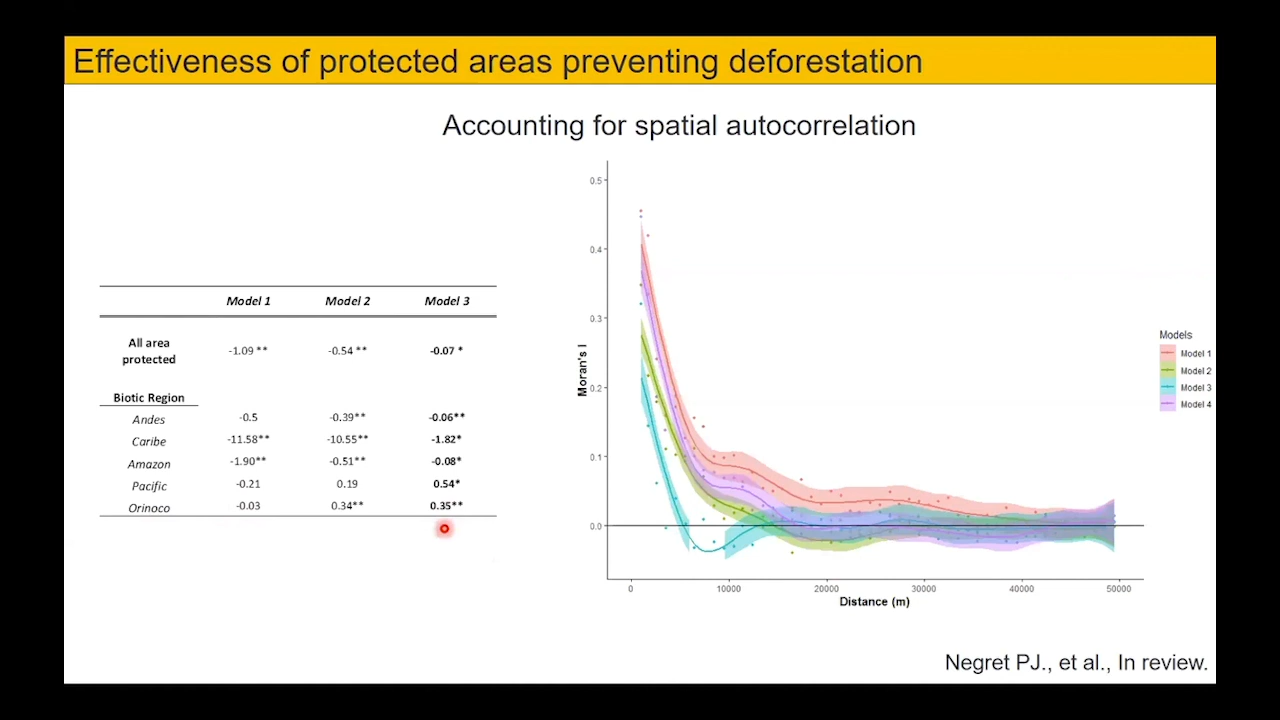 Effectiveness of protected areas preventing deforestation
Accounting for spatial autocorrelation
Model 1 Model 2 Model 3
All area
protected
-1.09 ** -0.54 ** -0.07 *
Biotic Region
Andes -0.5 -0.39** -0.06**
Caribe -11.58** -10.55** -1.82*
Amazon -1.90** -0.51** -0.08*
Pacific -0.21 0.19 0.54*
Orinoco -0.03 0.34** 0.35**
0.5
0.4
0.3
0.2
0.1
0.0
Moran's I
0 10000 20000 30000 40000 50000
Distance (m)
Models
Model 1
Model 2
Model 3
Model 4
Negret PJ., et al., In review.